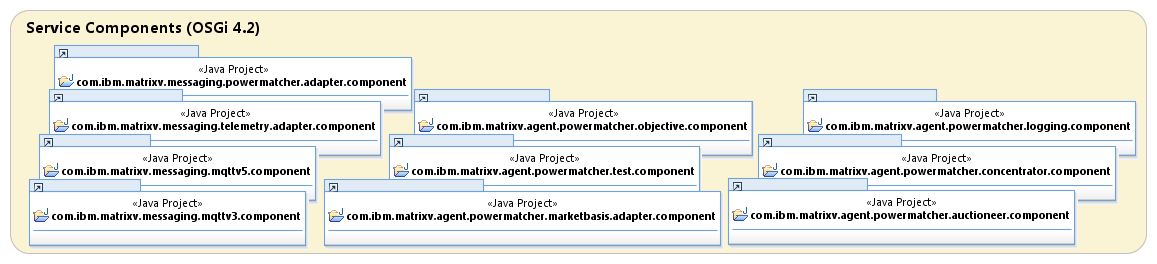 Service Components (OSGi 4.2)
«Java Project»
com.ibm.matrixv.messaging.powermatcher.adapter.component
«Java Project»
com.ibm.matrixv.messaging.telemetry.adapter.component
«Java Project»
com.ibm.matrixv.messaging.mqttv5.component
«Java Project»
com.ibm.matrixv.messaging.mqttv3.component
«Java Project»
com.ibm.matrixv.agent.powermatcher.objective.component
«Java Project»
com.ibm.matrixv.agent.powermatcher.test.component
«Java Project»
com.ibm.matrixv.agent.powermatcher.marketbasis.adapter.component
«Java Project»
com.ibm.matrixv.agent.powermatcher.logging.component
«Java Project»
com.ibm.matrixv.agent.powermatcher.concentrator.component
«Java Project»
com.ibm.matrixv.agent.powermatcher.auctioneer.component